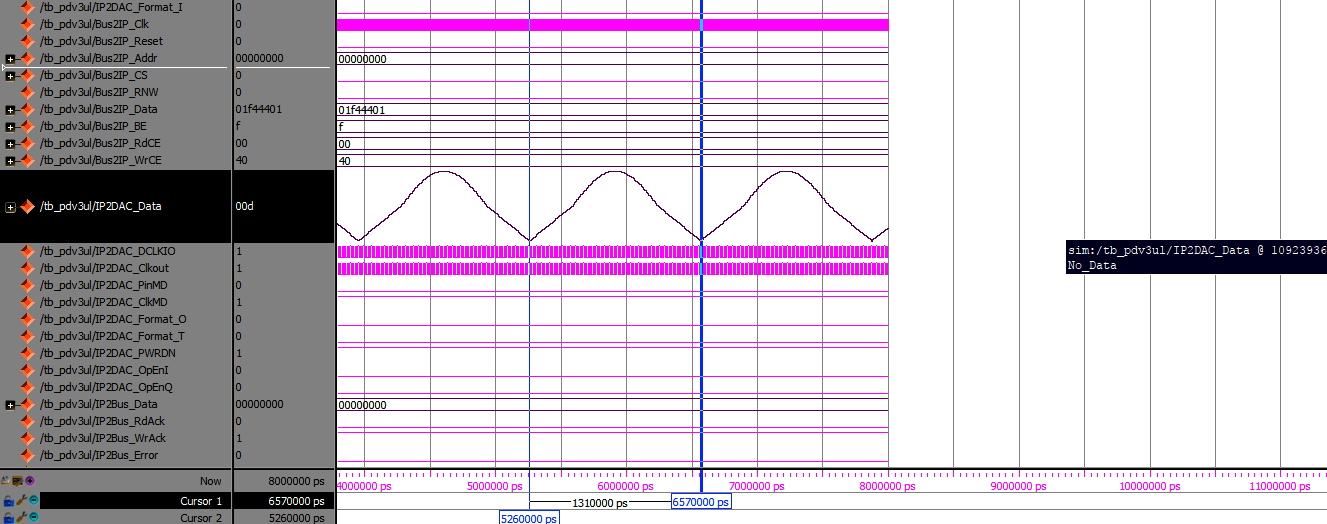 /tb_pdv3ul/IP2DAC_Format_I 0
/tb_pdv3ul/Bus2IP_Clk 0
/tb_pdv3ul/Bus2IP_Reset 0
/tb_pdv3ul/Bus2IP_Addr 00000000 00000000
/tb_pdv3ul/Bus2IP_CS 0
/tb_pdv3ul/Bus2IP_RNW 0
/tb_pdv3ul/Bus2IP_Data 01f44401 01f44401
/tb_pdv3ul/Bus2IP_BE f f
/tb_pdv3ul/Bus2IP_RdCE 00 00
/tb_pdv3ul/Bus2IP_WrCE 40 40
/tb_pdv3ul/IP2DAC_Data 00d
/tb_pdv3ul/IP2DAC_DCLKIO 1
sim:/tb_pdv3ul/IP2DAC_Data @ 10923936
/tb_pdv3ul/IP2DAC_Clkout 1
No_Data
/tb_pdv3ul/IP2DAC_PinMD 0
/tb_pdv3ul/IP2DAC_ClkMD 1
/tb_pdv3ul/IP2DAC_Format_O 0
/tb_pdv3ul/IP2DAC_Format_T 0
/tb_pdv3ul/IP2DAC_PWRDN 1
/tb_pdv3ul/IP2DAC_OpEnI 0
/tb_pdv3ul/IP2DAC_OpEnQ 0
/tb_pdv3ul/IP2Bus_Data 00000000 00000000
/tb_pdv3ul/IP2Bus_RdAck 0
/tb_pdv3ul/IP2Bus_WrAck 1
/tb_pdv3ul/IP2Bus_Error 0
Now 8000000 ps 4000000 ps 5000000 ps 6000000 ps 7000000 ps 8000000 ps 9000000 ps 10000000 ps 11000000 ps
Cursor 1 6570000 ps 1310000 ps 6570000 ps
Cursor 2 5260000 ps 5260000 ps